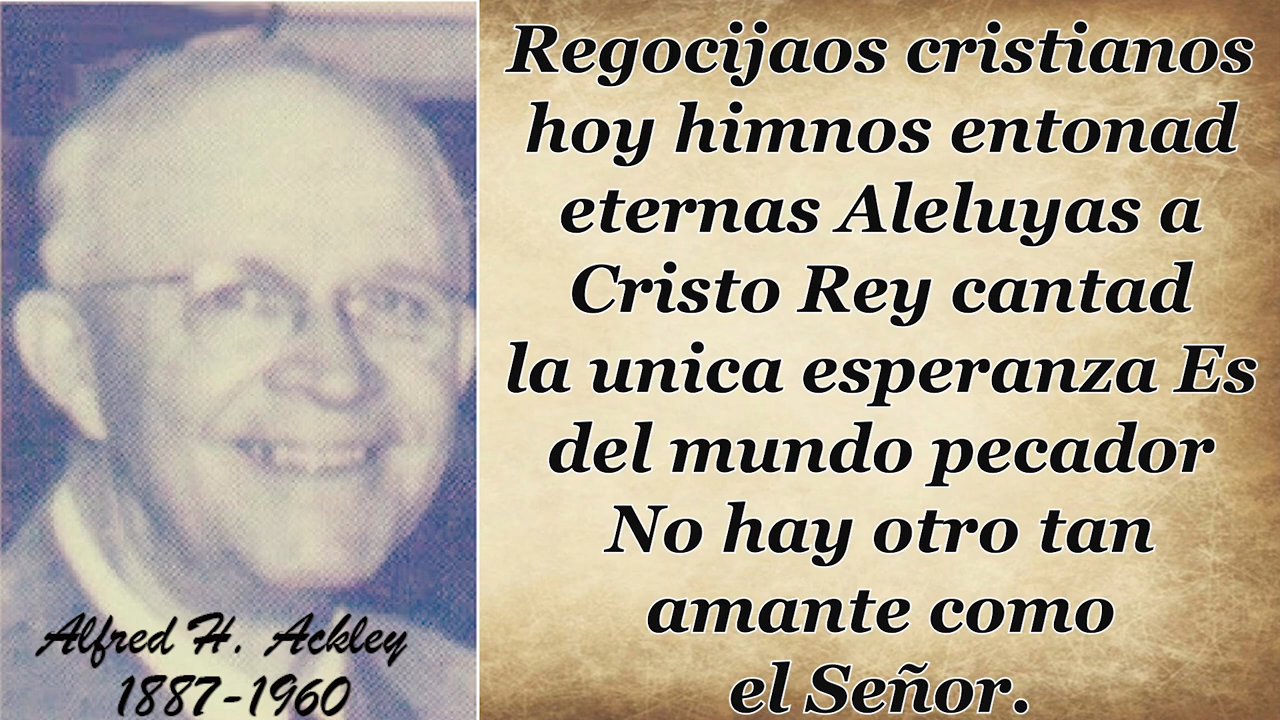 Alfred H. Ackley
1887-1960
Regocijaos cristianos
hoy himnos entonad
eternas Aleluyas a
Cristo Rey cantad
la unica esperanza Es
del mundo pecador
No hay otro tan
amante como
el Señor.